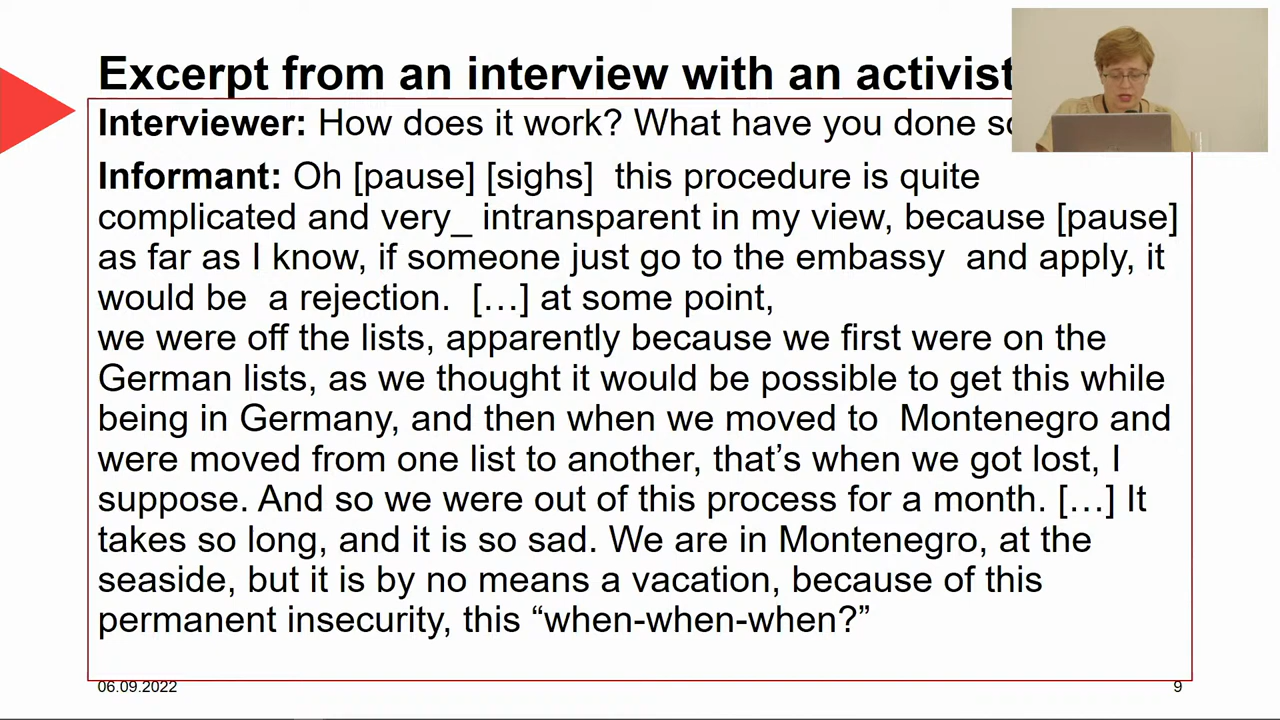 Excerpt from an interview with an activist
Interviewer: How does it work? What have you done
Informant: Oh [pause] [sighs]  this procedure is quite
complicated and very_ intransparent in my view, because [pause]
as far as I know, if someone just go to the embassy  and apply, it
would be  a rejection.  […] at some point,
we were off the lists, apparently because we first were on the
German lists, as we thought it would be possible to get this while
being in Germany, and then when we moved to  Montenegro and
were moved from one list to another, that’s when we got lost, I
suppose. And so we were out of this process for a month. […] It
takes so long, and it is so sad. We are in Montenegro, at the
seaside, but it is by no means a vacation, because of this
permanent insecurity, this “when-when-when?”
06.09.2022
9